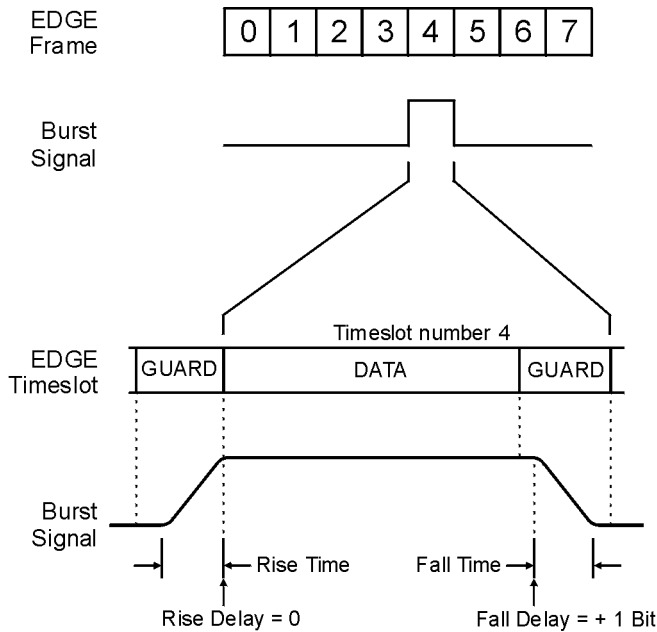 EDGE
Frame
0 1 2 3 4 5 6 7
Burst
Signal
Timeslot number 4
EDGE
Timeslot
GUARD DATA GUARD
Burst
Signal
Rise Time Fall Time
Rise Delay = 0 Fall Delay = + 1 Bit